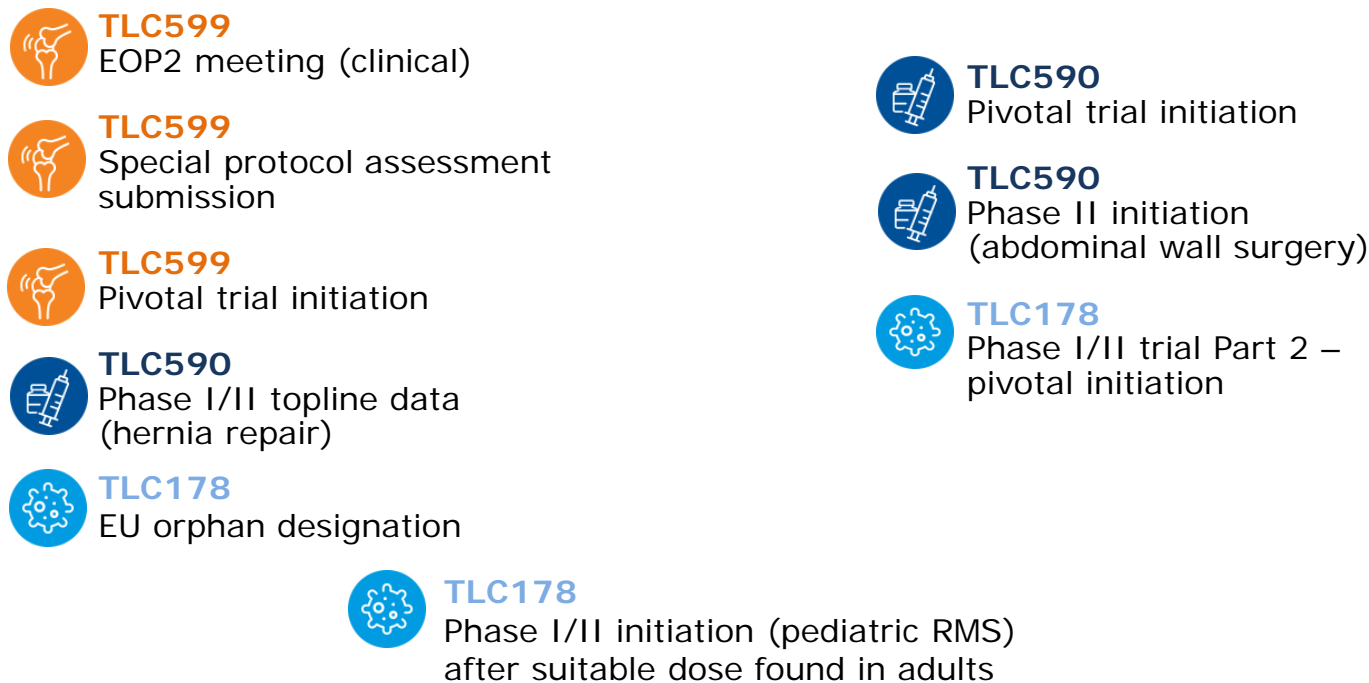 TLC599
EOP2 meeting (clinical)
TLC599
Special protocol assessment
submission
TLC599
Pivotal trial initiation
TLC590
Phase I/II topline data
(hernia repair)
TLC178
EU orphan designation
TLC590
Pivotal trial initiation
TLC590
Phase II initiation
(abdominal wall surgery)
TLC178
Phase I/II trial Part 2 –
pivotal initiation
TLC178
Phase I/II initiation (pediatric RMS)
after suitable dose found in adults